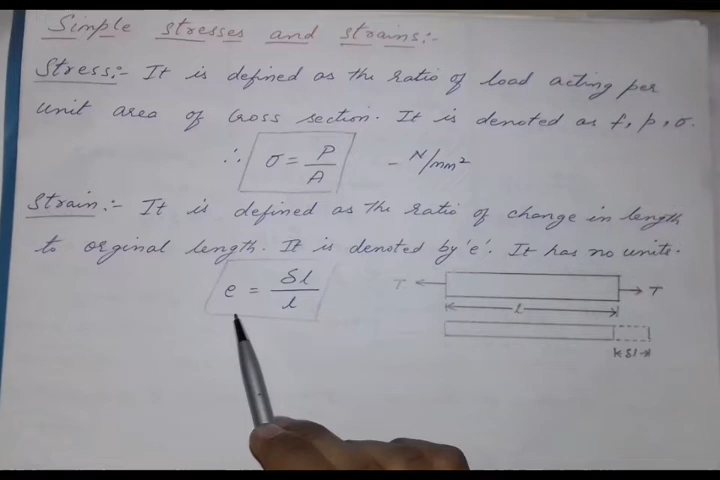 Simple stresses and strains:-
Stress:- It is defined as the ratio of load acting per
unit area of cross section. It is denoted as f, p, σ.
∴ σ = P/A - N/mm²
Strain:- It is defined as the ratio of change in length
to orginal length. It is denoted by 'e'. It has no units.
e = δl/l
T T
l
δl